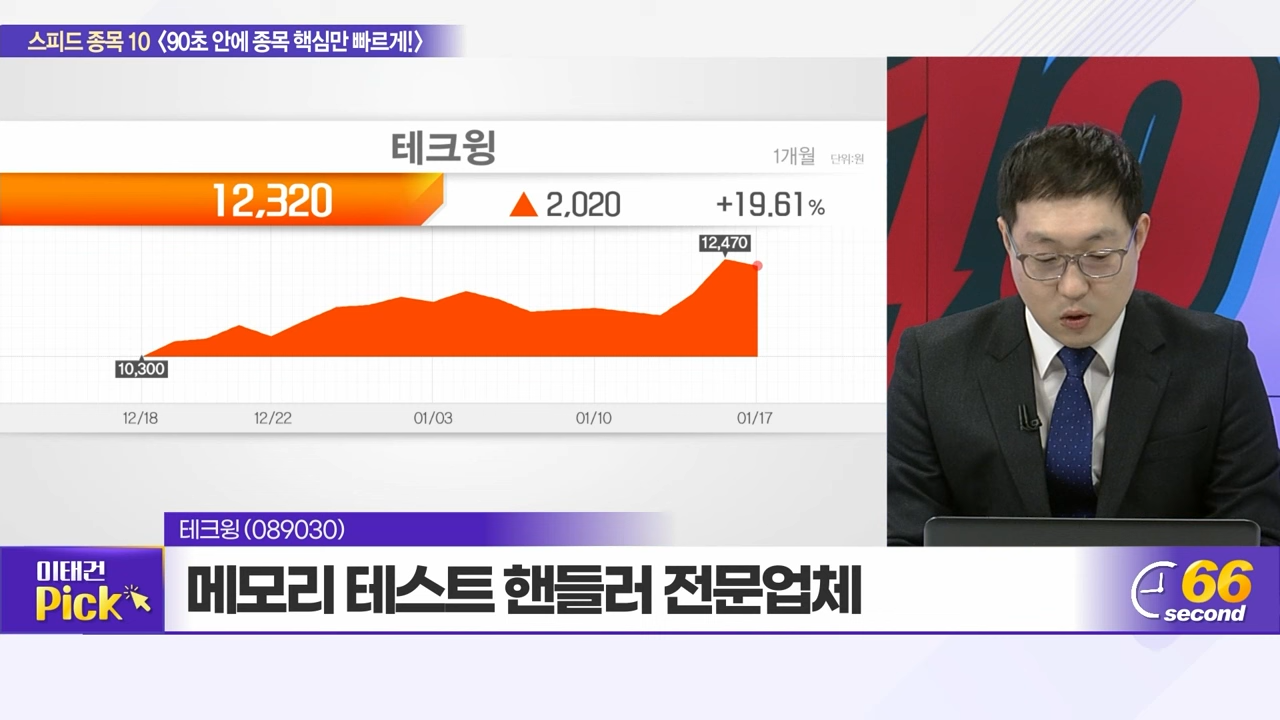 스피드 종목 10 〈90초 안에 종목 핵심만 빠르게!〉
테크윙
1개월 단위:원
12,320 ▲ 2,020 +19.61%
12,470
10,300
12/18 12/22 01/03 01/10 01/17
테크윙(089030)
이태건
Pick
메모리 테스트 핸들러 전문업체
66
second
10